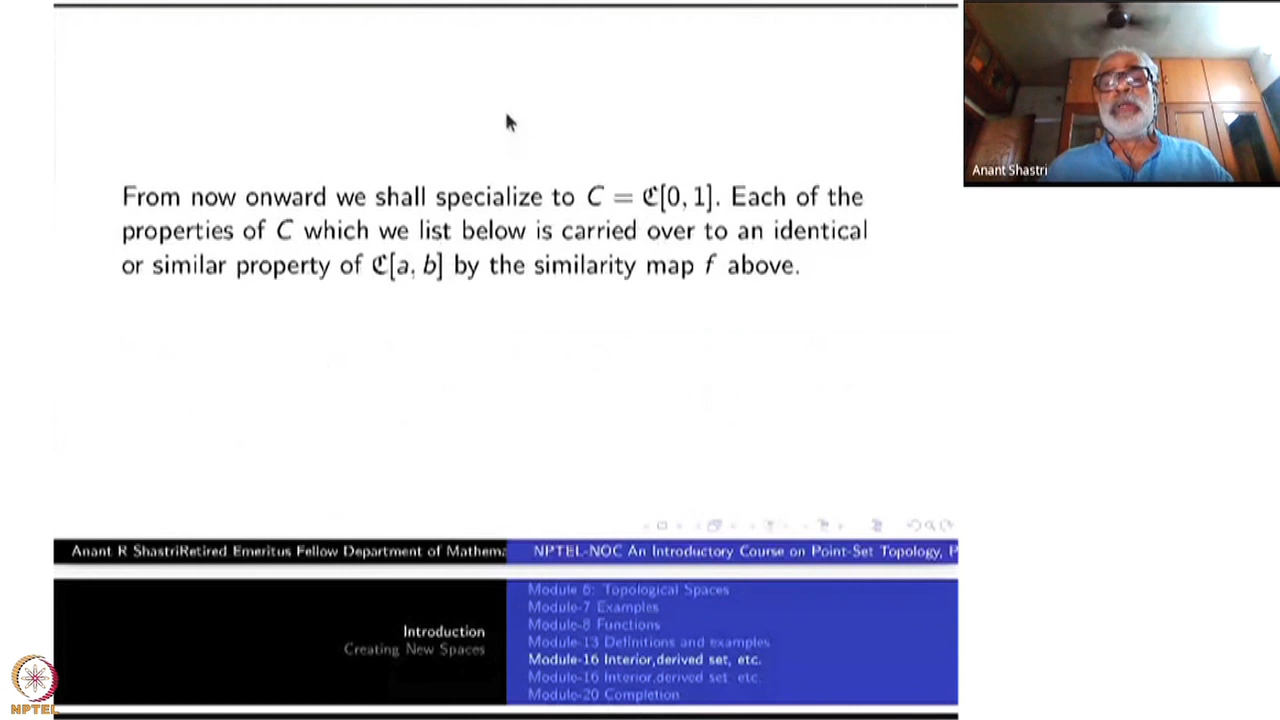 From now onward we shall specialize to C = ℭ[0, 1]. Each of the
properties of C which we list below is carried over to an identical
or similar property of ℭ[a, b] by the similarity map f above.
Anant Shastri
Anant R ShastriRetired Emeritus Fellow Department of Mathema
NPTEL-NOC An Introductory Course on Point-Set Topology, P
Introduction
Creating New Spaces
Module 6: Topological Spaces
Module-7 Examples
Module-8 Functions
Module-13 Definitions and examples
Module-16 Interior,derived set, etc.
Module-16 Interior,derived set, etc.
Module-20 Completion
NPTEL